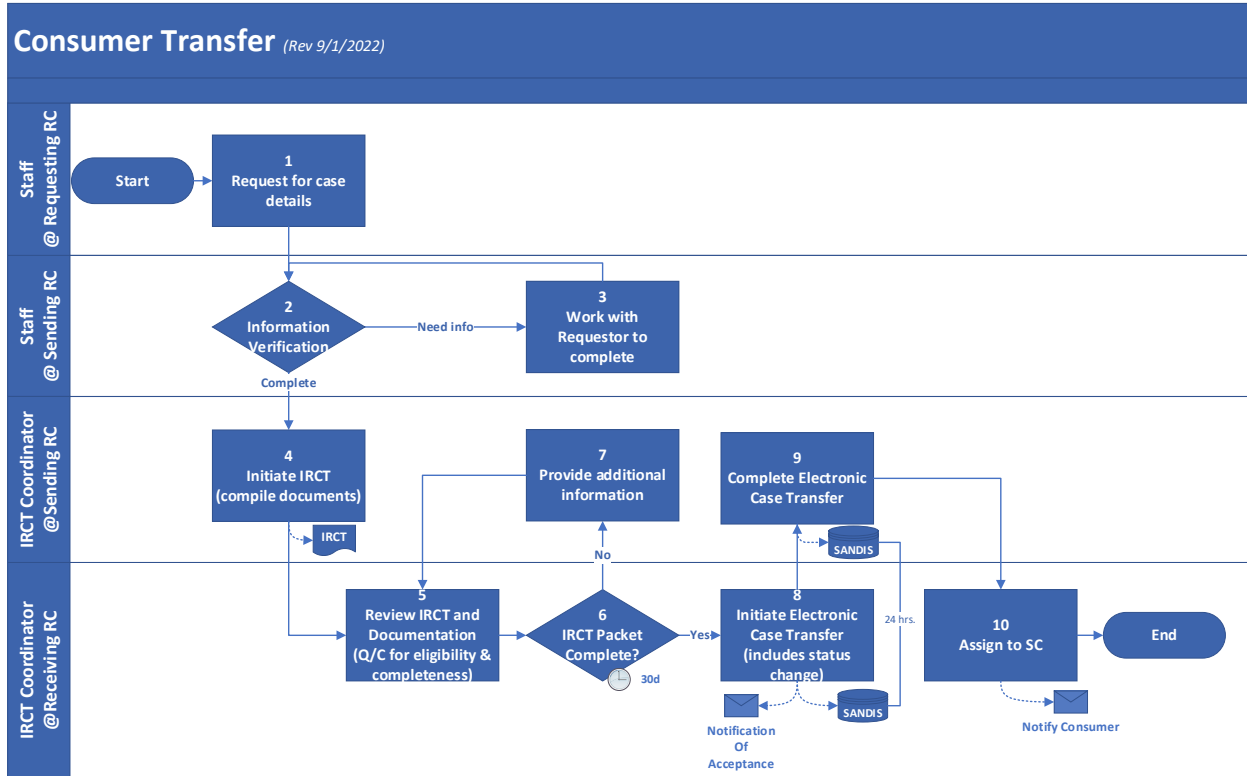 Consumer Transfer (Rev 9/1/2022)
Staff
@ Requesting RC
Start
1
Request for case
details
Staff
@ Sending RC
2
Information
Verification
Need info
3
Work with
Requestor to
complete
Complete
IRCT Coordinator
@Sending RC
4
Initiate IRCT
(compile documents)
IRCT
7
Provide additional
information
No
9
Complete Electronic
Case Transfer
SANDIS
IRCT Coordinator
@Receiving RC
5
Review IRCT and
Documentation
(Q/C for eligibility &
completeness)
6
IRCT Packet
Complete?
30d
Yes
8
Initiate Electronic
Case Transfer
(includes status
change)
Notification
Of
Acceptance
SANDIS
24 hrs.
10
Assign to SC
Notify Consumer
End